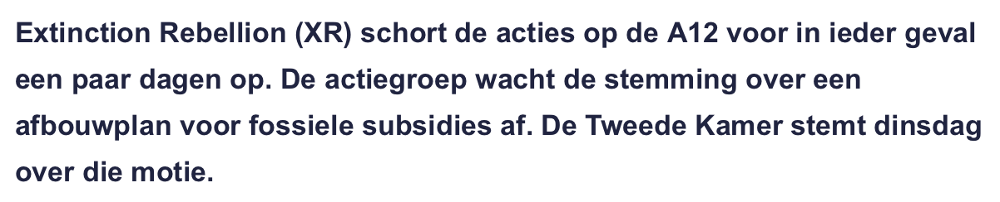 Extinction Rebellion (XR) schort de acties op de A12 voor in ieder geval
een paar dagen op. De actiegroep wacht de stemming over een
afbouwplan voor fossiele subsidies af. De Tweede Kamer stemt dinsdag
over die motie.